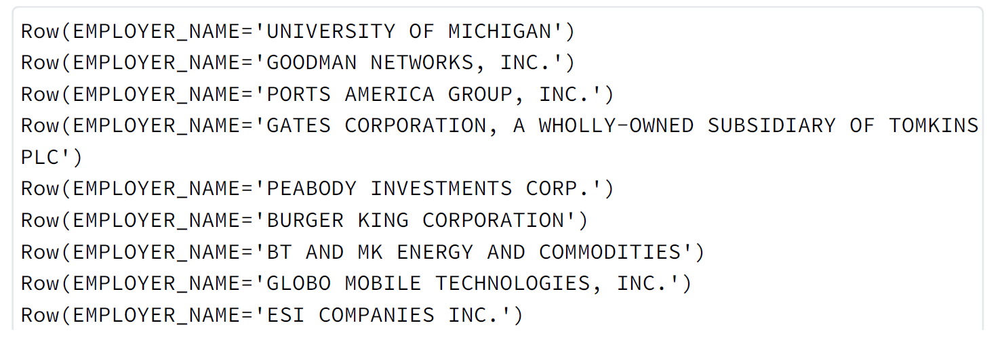 Row(EMPLOYER_NAME='UNIVERSITY OF MICHIGAN')
Row(EMPLOYER_NAME='GOODMAN NETWORKS, INC.')
Row(EMPLOYER_NAME='PORTS AMERICA GROUP, INC.')
Row(EMPLOYER_NAME='GATES CORPORATION, A WHOLLY-OWNED SUBSIDIARY OF TOMKINS
PLC')
Row(EMPLOYER_NAME='PEABODY INVESTMENTS CORP.')
Row(EMPLOYER_NAME='BURGER KING CORPORATION')
Row(EMPLOYER_NAME='BT AND MK ENERGY AND COMMODITIES')
Row(EMPLOYER_NAME='GLOBO MOBILE TECHNOLOGIES, INC.')
Row(EMPLOYER_NAME='ESI COMPANIES INC.')